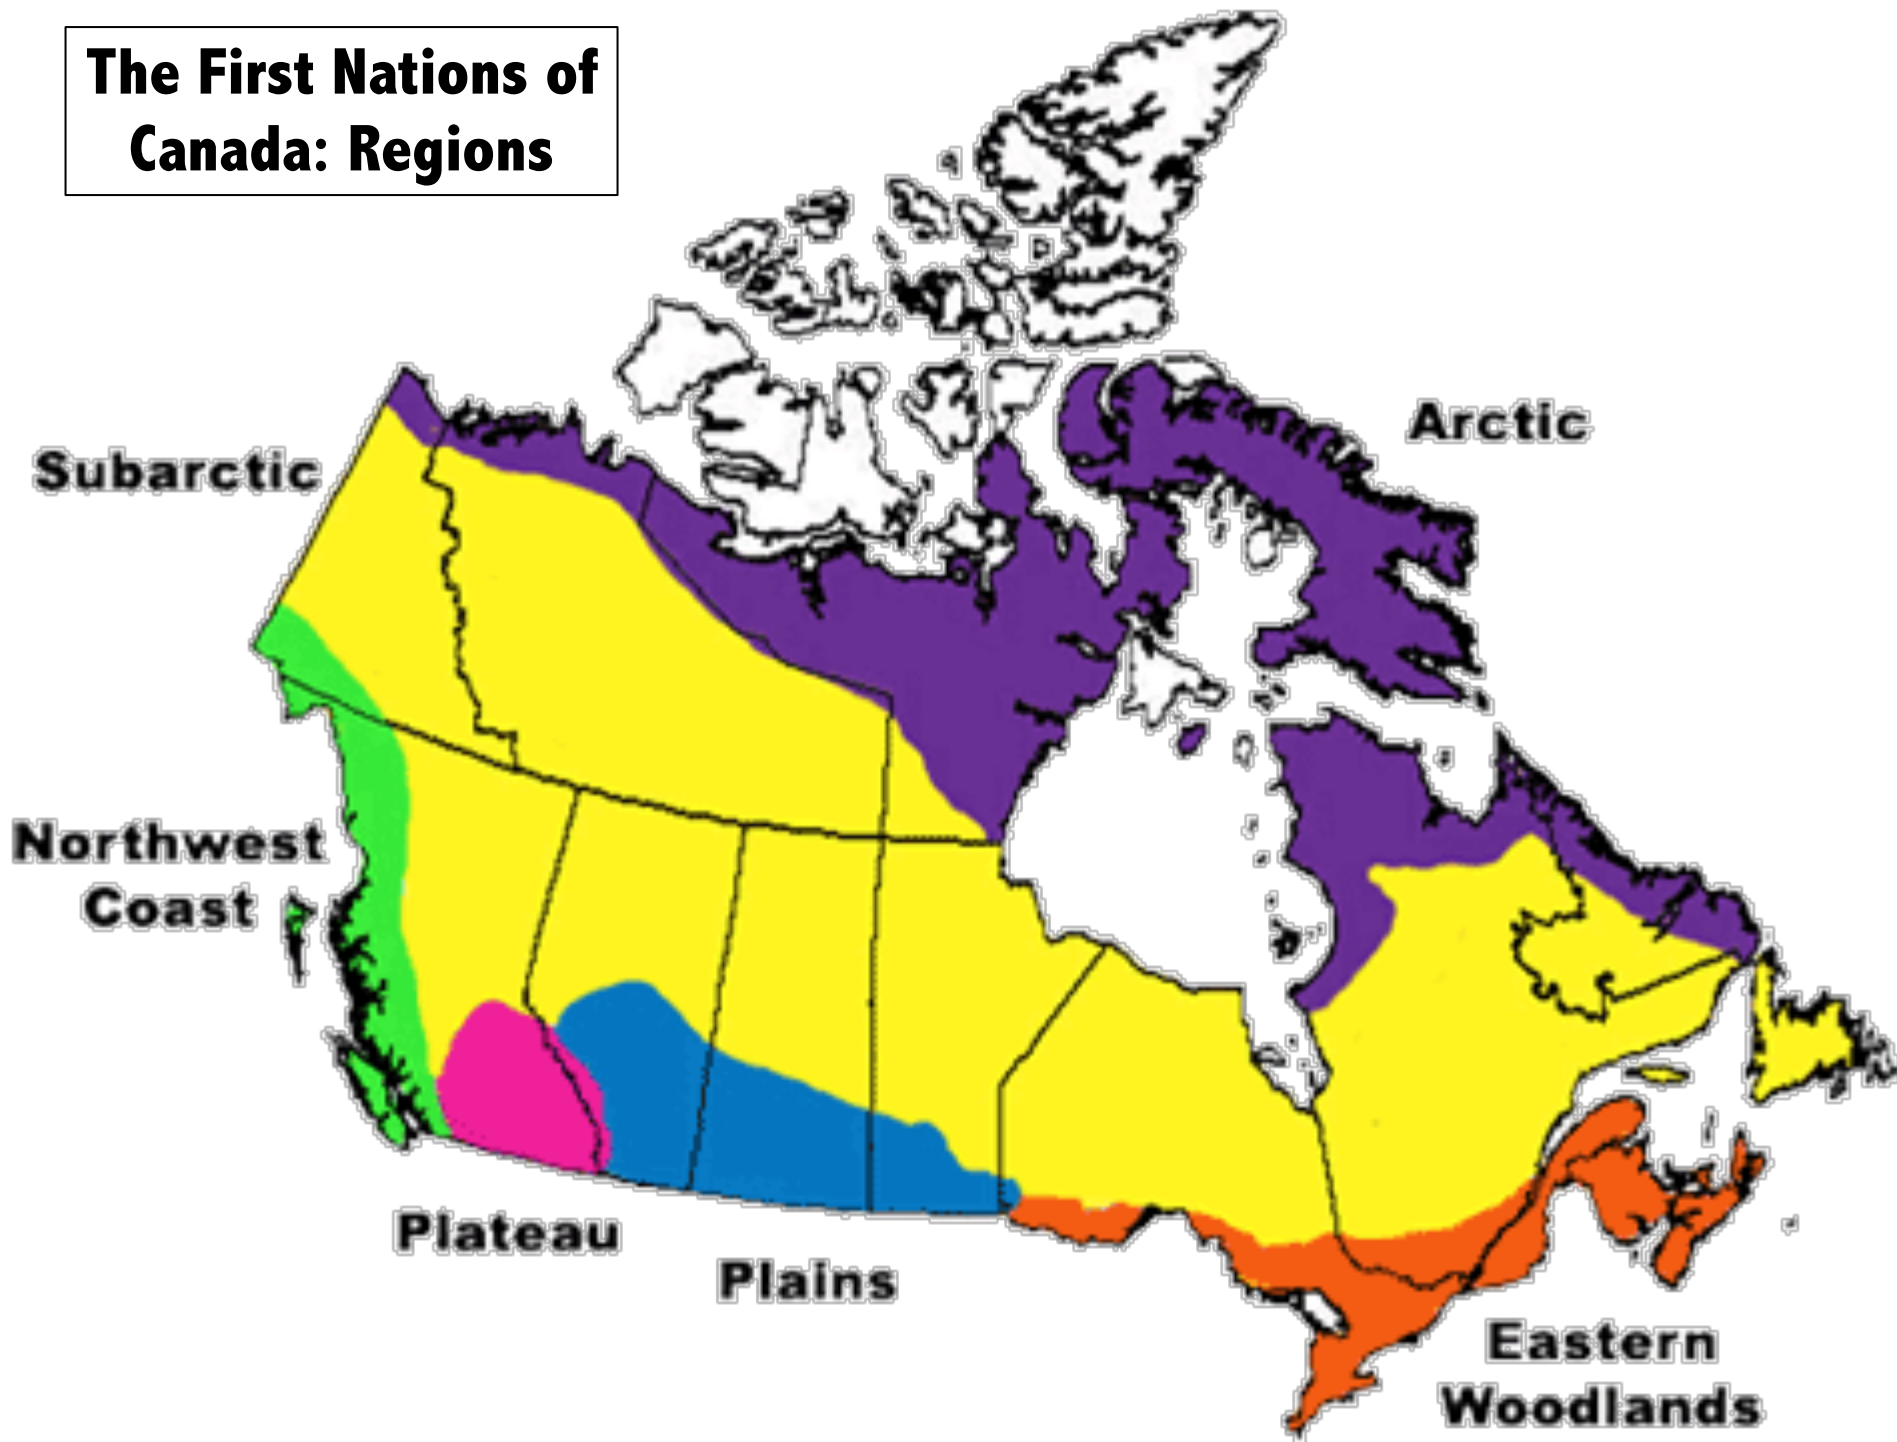 The First Nations of
Canada: Regions
Arctic
Subarctic
Northwest
Coast
Plateau
Plains
Eastern
Woodlands